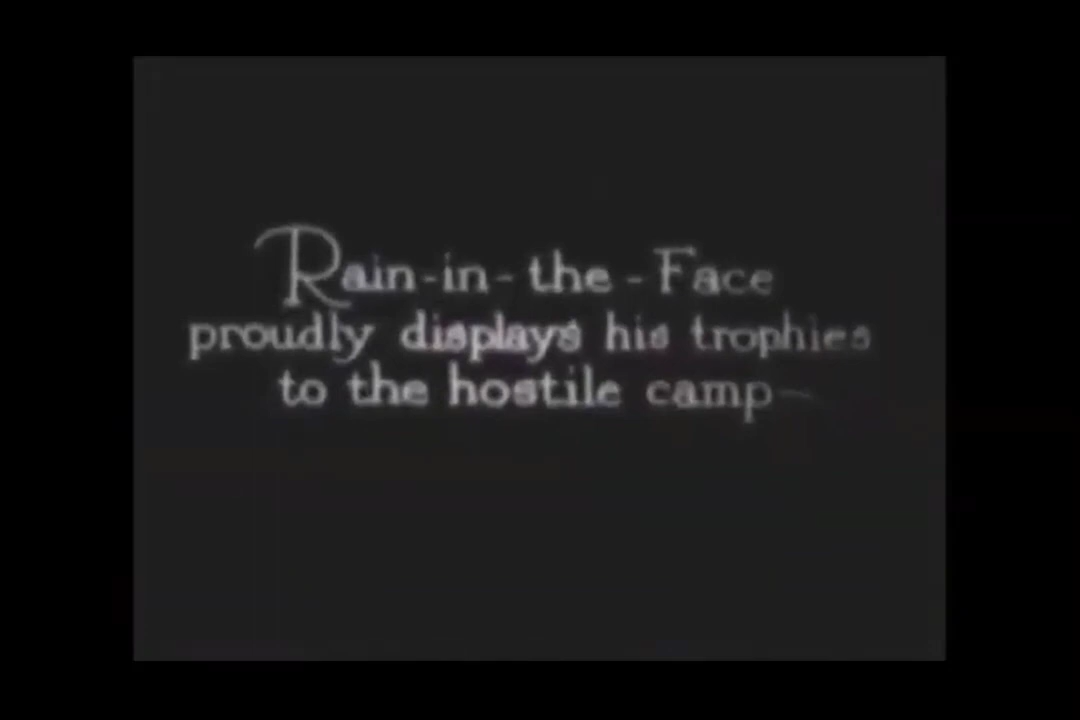 Rain-in-the-Face
proudly displays his trophies
to the hostile camp—